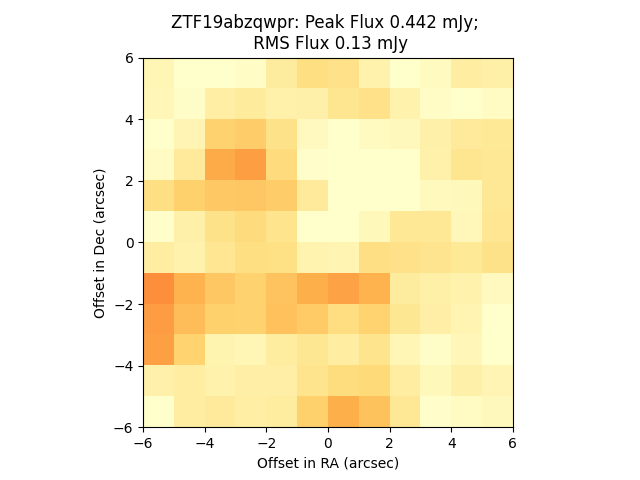 ZTF19abzqwpr: Peak Flux 0.442 mJy;
RMS Flux 0.13 mJy
6
4
2
0
−2
−4
−6
Offset in Dec (arcsec)
−6 −4 −2 0 2 4 6
Offset in RA (arcsec)